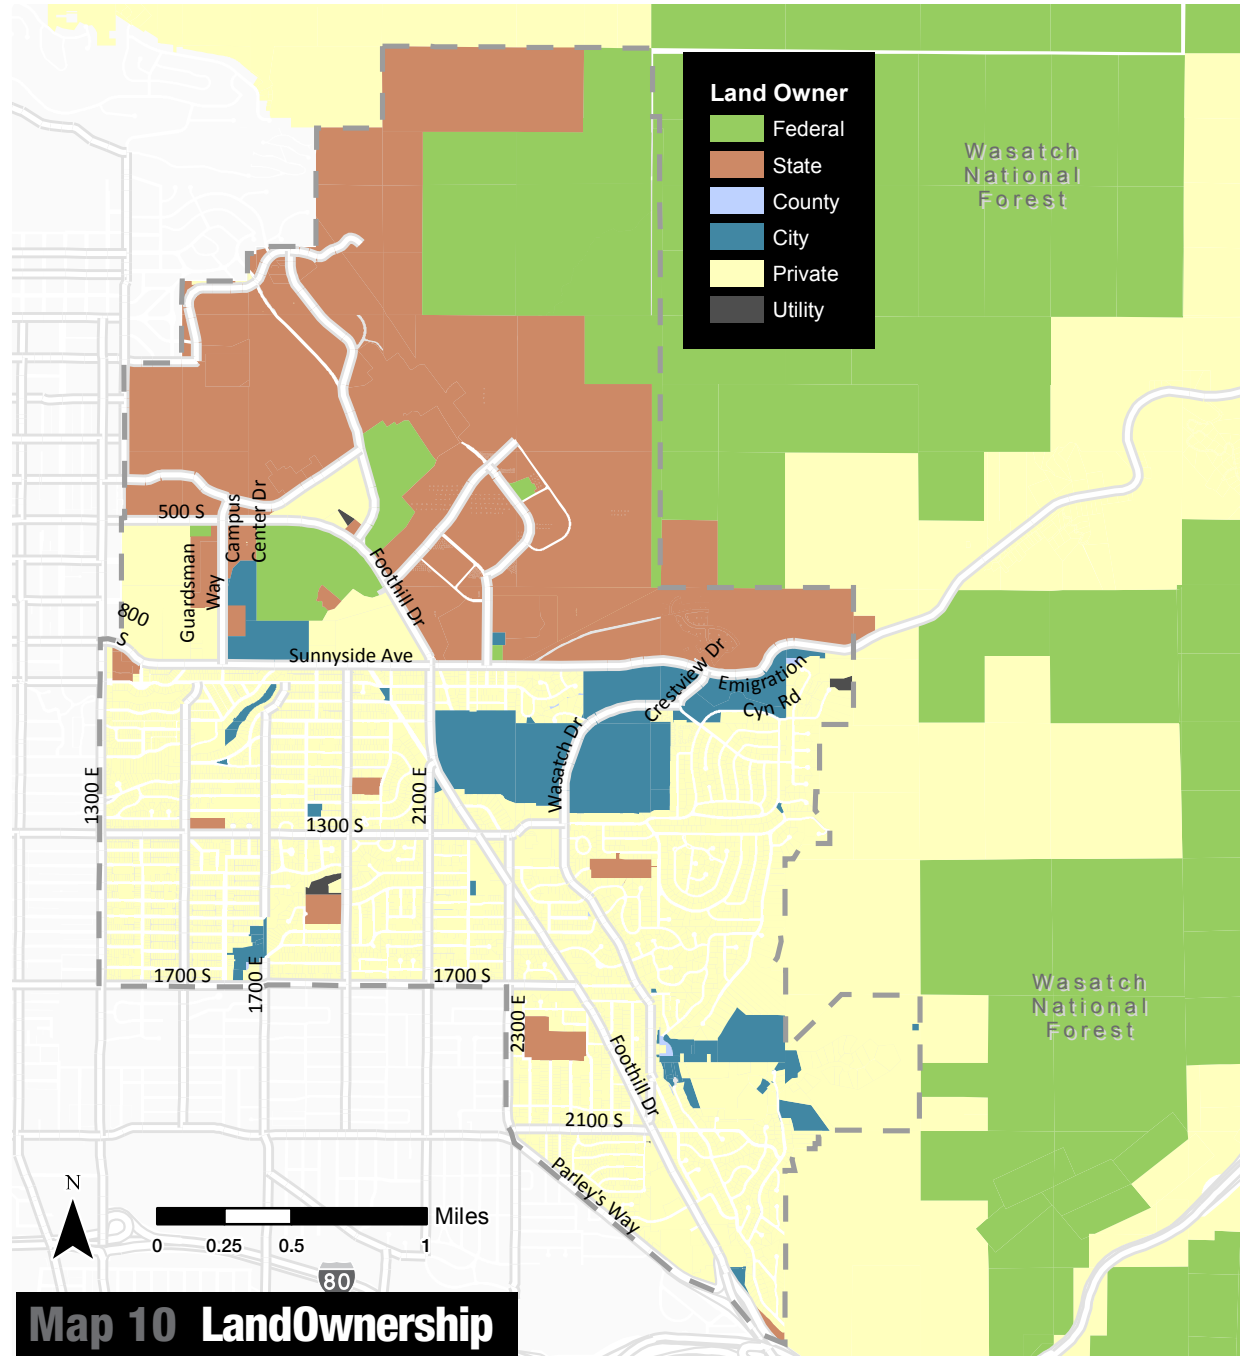 Land Owner
Federal
State
County
City
Private
Utility
Wasatch
National
Forest
500 S
Campus
Center Dr
Guardsman
Way
Foothill Dr
800
S
Sunnyside Ave
Crestview Dr
Emigration
Cyn Rd
Wasatch Dr
1300 E
2100 E
1300 S
1700 S
1700 E
1700 S
2300 E
Wasatch
National
Forest
Foothill Dr
2100 S
Parley's Way
N
Miles
0 0.25 0.5 1
80
Map 10 LandOwnership